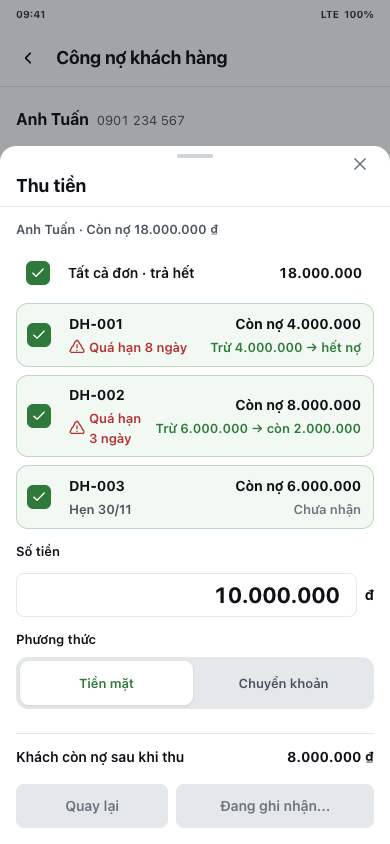 09:41
LTE 100%
Công nợ khách hàng
Anh Tuấn 0901 234 567
Thu tiền
Anh Tuấn · Còn nợ 18.000.000 ₫
Tất cả đơn · trả hết
18.000.000
DH-001
Còn nợ 4.000.000
Quá hạn 8 ngày
Trừ 4.000.000 → hết nợ
DH-002
Còn nợ 8.000.000
Quá hạn
3 ngày
Trừ 6.000.000 → còn 2.000.000
DH-003
Còn nợ 6.000.000
Hẹn 30/11
Chưa nhận
Số tiền
10.000.000 đ
Phương thức
Tiền mặt
Chuyển khoản
Khách còn nợ sau khi thu
8.000.000 ₫
Quay lại
Đang ghi nhận...